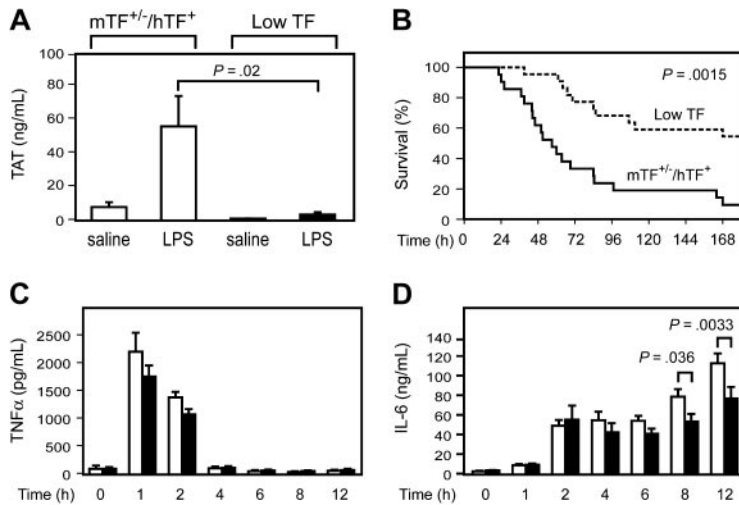 A
mTF+/-/hTF+ Low TF
P = .02
TAT (ng/mL)
100
80
60
40
20
0
saline LPS saline LPS
B
P = .0015
Low TF
mTF+/-/hTF+
Survival (%)
100
80
60
40
20
0
Time (h) 0 24 48 72 96 120 144 168
C
TNFα (pg/mL)
2500
2000
1500
1000
500
0
Time (h) 0 1 2 4 6 8 12
D
P = .0033
P = .036
IL-6 (ng/mL)
140
120
100
80
60
40
20
0
Time (h) 0 1 2 4 6 8 12